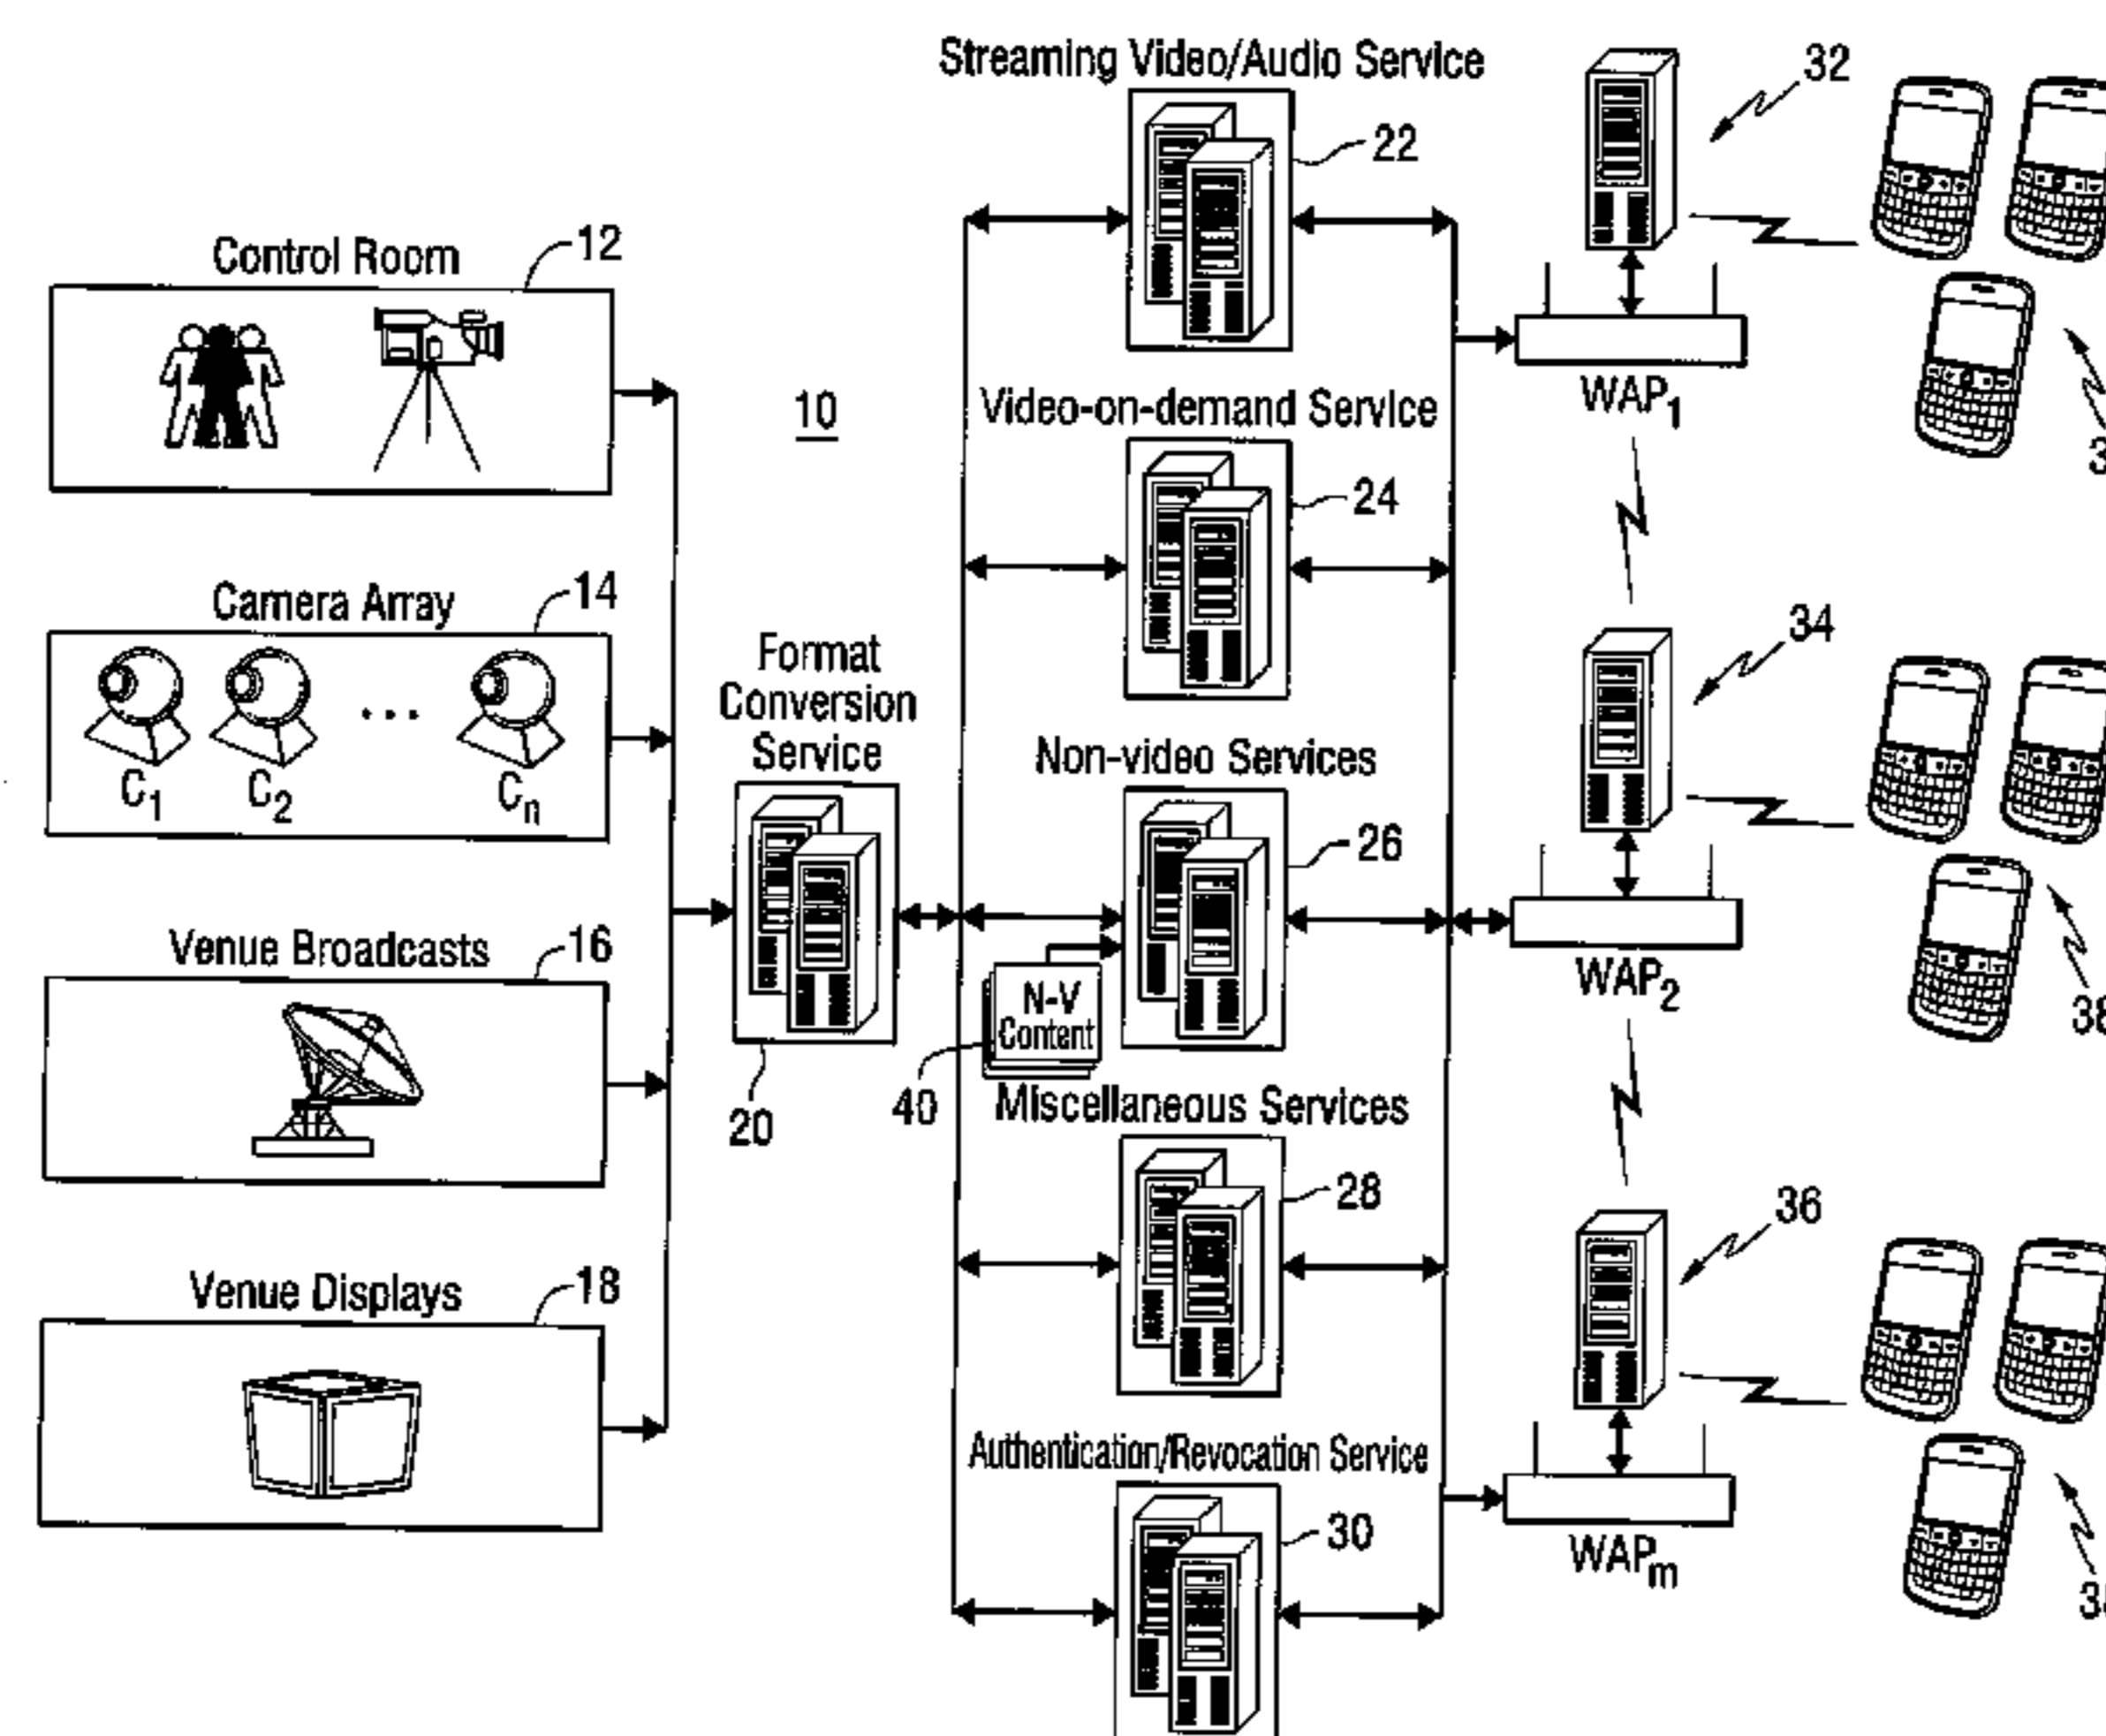 Streaming Video/Audio Service
32
22
Control Room
12
10
Video-on-demand Service
WAP1
24
Camera Array
14
34
Format
Conversion
Service
C1 C2 ... Cn
Non-video Services
26
Venue Broadcasts
16
N-V
Content
WAP2
38
20
40
Miscellaneous Services
28
36
Venue Displays
18
Authentication/Revocation Service
30
WAPm